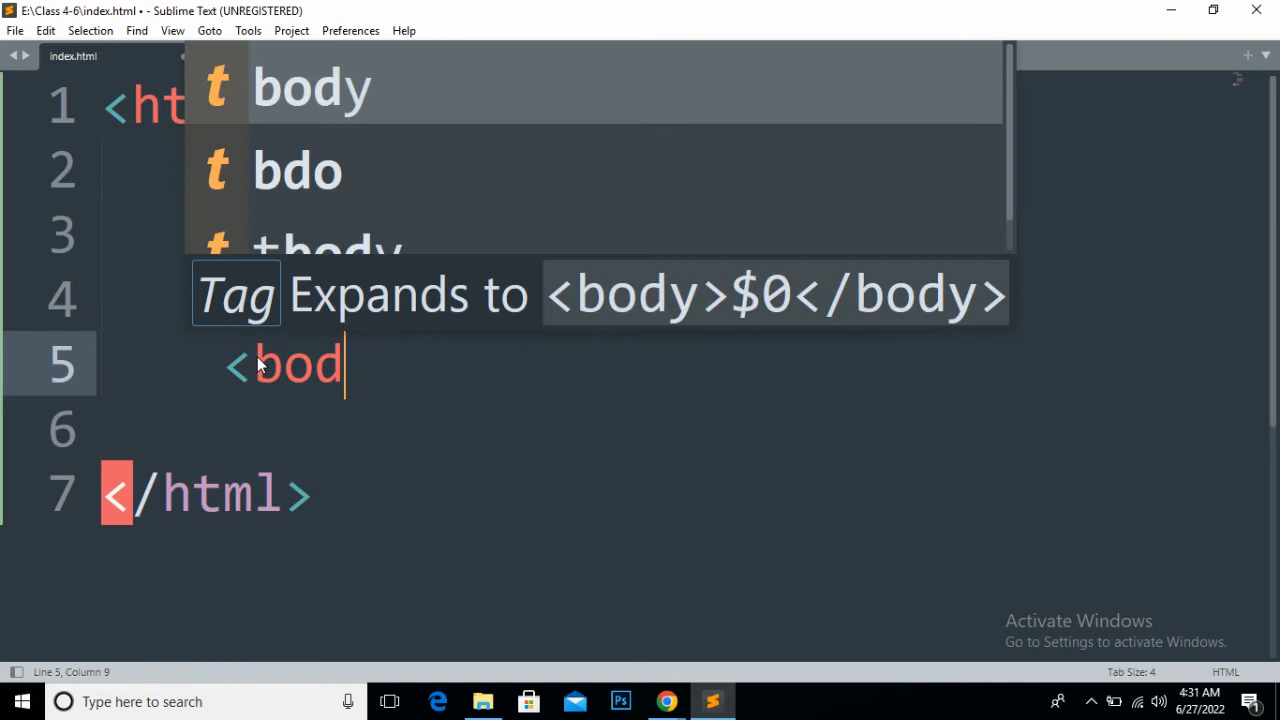 E:\Class 4-6\index.html • - Sublime Text (UNREGISTERED)
File Edit Selection Find View Goto Tools Project Preferences Help
index.html
t body
1 <ht
t bdo
2
3 t tbody
4 Tag Expands to <body>$0</body>
5 <bod
6
7 </html>
Activate Windows
Go to Settings to activate Windows.
Line 5, Column 9 Tab Size: 4 HTML
Type here to search
4:31 AM
6/27/2022
1